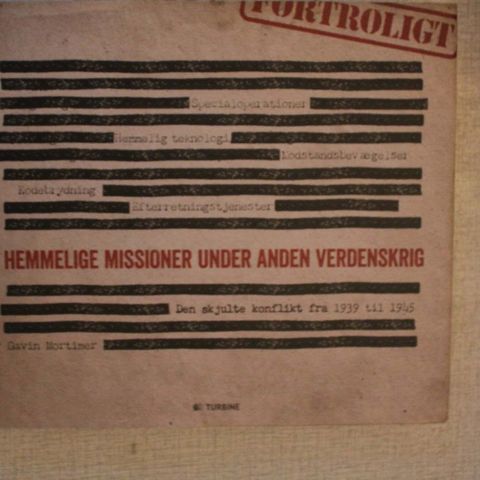 FORTROLIGT
Specialoperationer
Hemmelig teknologi
Modstandsbevægelser
Kodebrydning
Efterretningstjenester
HEMMELIGE MISSIONER UNDER ANDEN VERDENSKRIG
Den skjulte konflikt fra 1939 til 1945
Gavin Mortimer
TURBINE